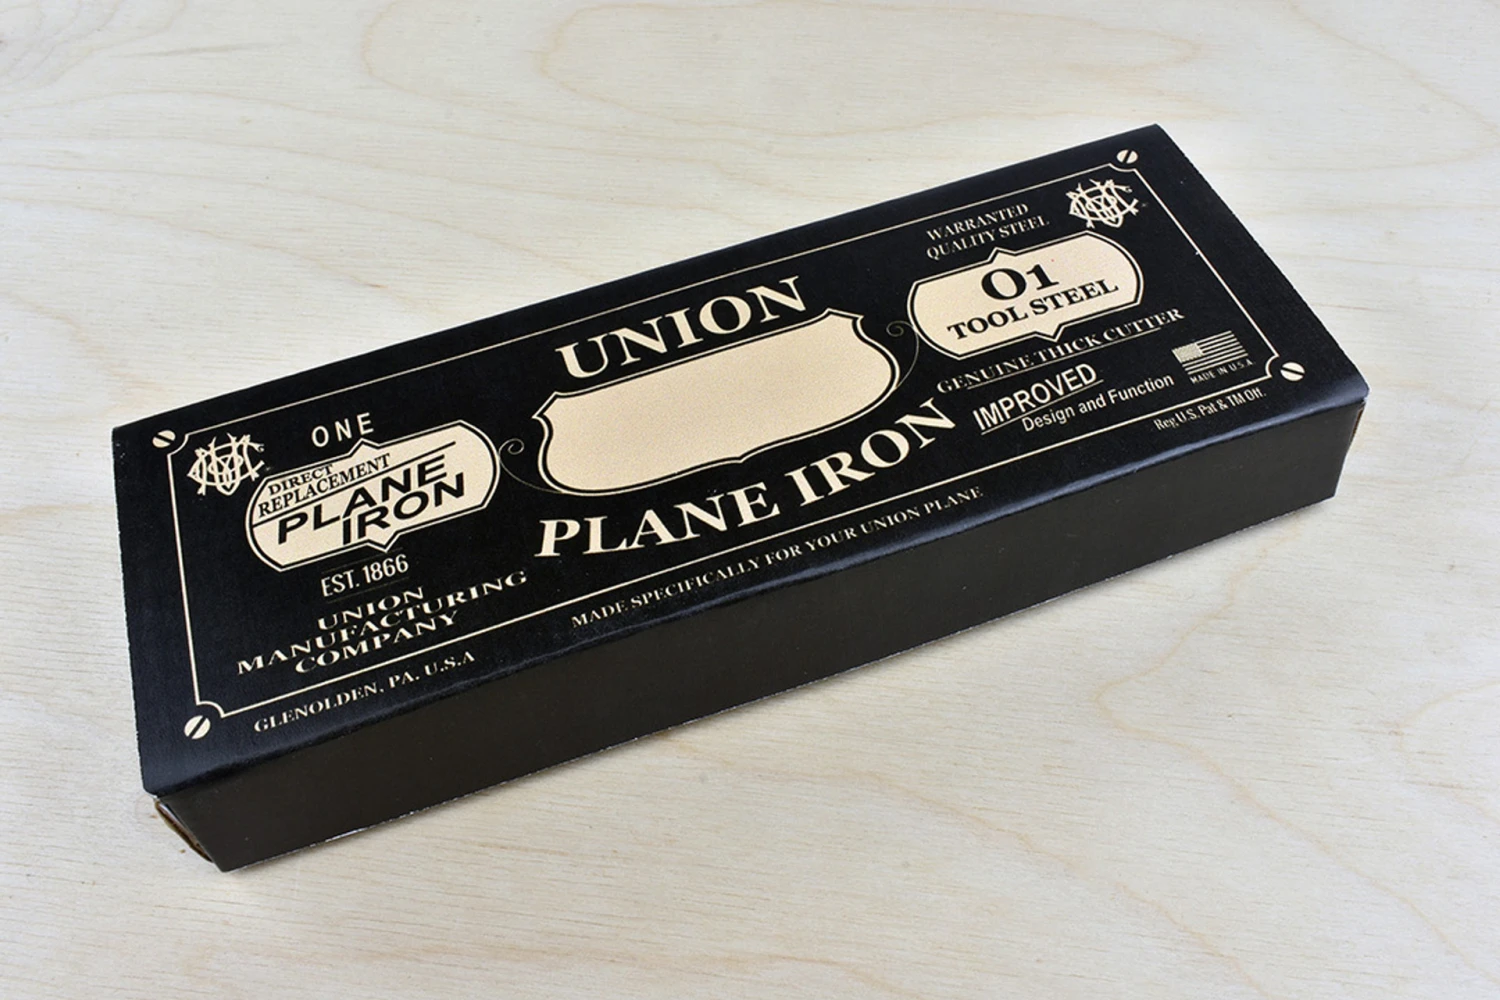 ONE
DIRECT
REPLACEMENT
PLANE
IRON
EST. 1866
UNION
MANUFACTURING
COMPANY
GLENOLDEN, PA. U.S.A
UNION
PLANE IRON
MADE SPECIFICALLY FOR YOUR UNION PLANE
WARRANTED
QUALITY STEEL
O1
TOOL STEEL
GENUINE THICK CUTTER
IMPROVED
Design and Function
MADE IN U.S.A.
Reg U.S. Pat & TM Off.